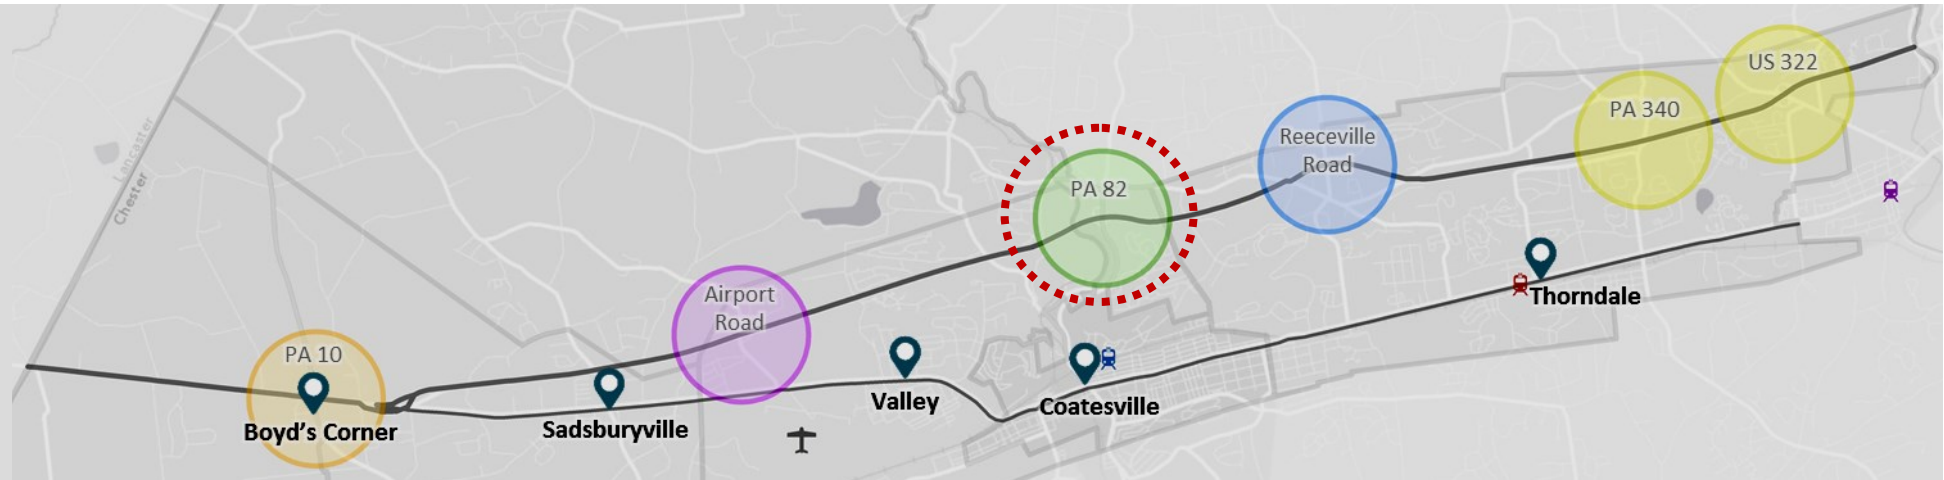 US 322
PA 340
Reeceville
Road
PA 82
Lancaster
Chester
Airport
Road
PA 10
Thorndale
Valley
Coatesville
Sadsburyville
Boyd's Corner